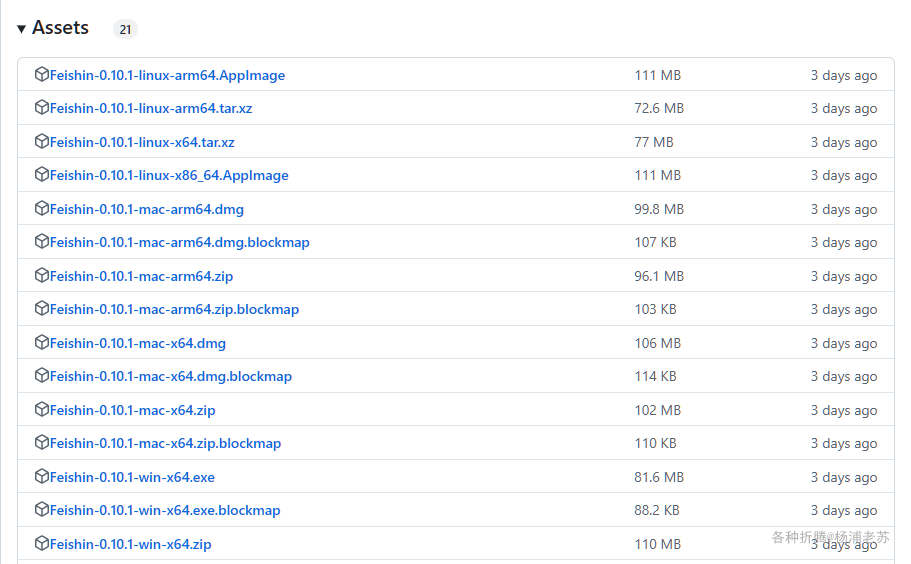 Assets 21
Feishin-0.10.1-linux-arm64.AppImage 111 MB 3 days ago
Feishin-0.10.1-linux-arm64.tar.xz 72.6 MB 3 days ago
Feishin-0.10.1-linux-x64.tar.xz 77 MB 3 days ago
Feishin-0.10.1-linux-x86_64.AppImage 111 MB 3 days ago
Feishin-0.10.1-mac-arm64.dmg 99.8 MB 3 days ago
Feishin-0.10.1-mac-arm64.dmg.blockmap 107 KB 3 days ago
Feishin-0.10.1-mac-arm64.zip 96.1 MB 3 days ago
Feishin-0.10.1-mac-arm64.zip.blockmap 103 KB 3 days ago
Feishin-0.10.1-mac-x64.dmg 106 MB 3 days ago
Feishin-0.10.1-mac-x64.dmg.blockmap 114 KB 3 days ago
Feishin-0.10.1-mac-x64.zip 102 MB 3 days ago
Feishin-0.10.1-mac-x64.zip.blockmap 110 KB 3 days ago
Feishin-0.10.1-win-x64.exe 81.6 MB 3 days ago
Feishin-0.10.1-win-x64.exe.blockmap 88.2 KB 3 days ago
Feishin-0.10.1-win-x64.zip 110 MB 3 days ago
各种折腾@杨浦老苏